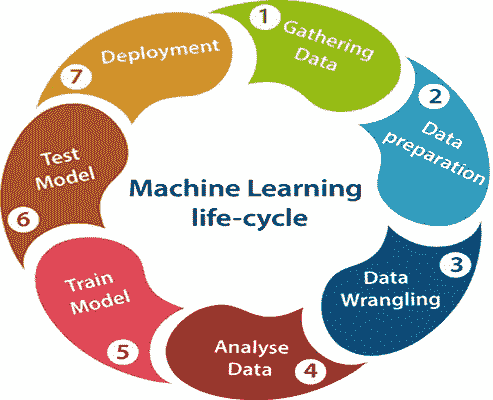 Machine Learning
life-cycle
1
Gathering
Data
2
Data
preparation
3
Data
Wrangling
4
Analyse
Data
5
Train
Model
6
Test
Model
7
Deployment